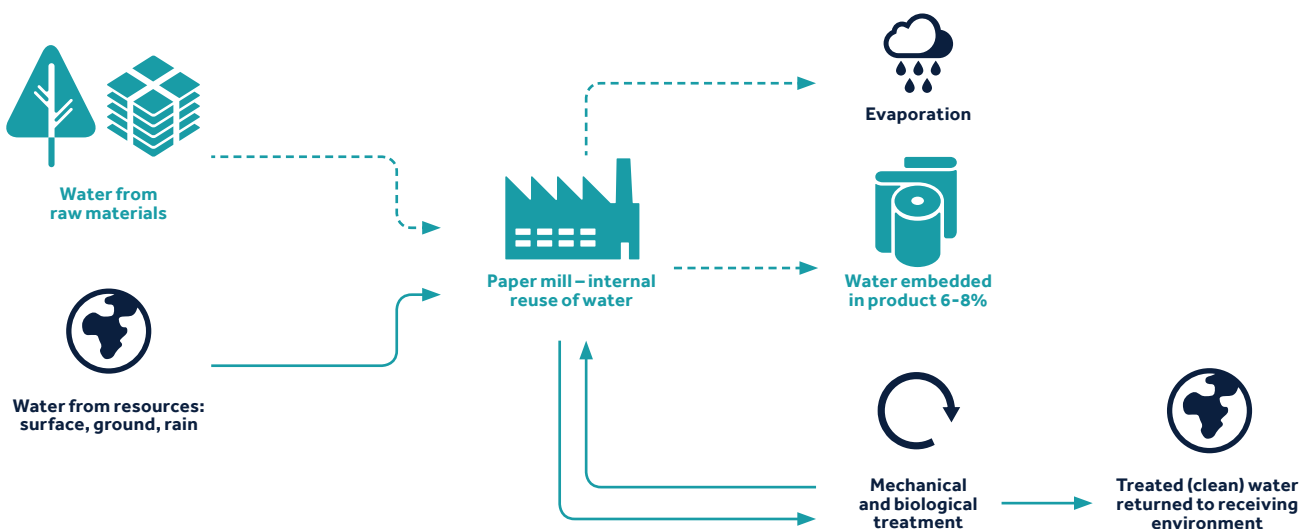 Evaporation
Water from
raw materials
Paper mill – internal
reuse of water
Water embedded
in product 6-8%
Water from resources:
surface, ground, rain
Mechanical
and biological
treatment
Treated (clean) water
returned to receiving
environment